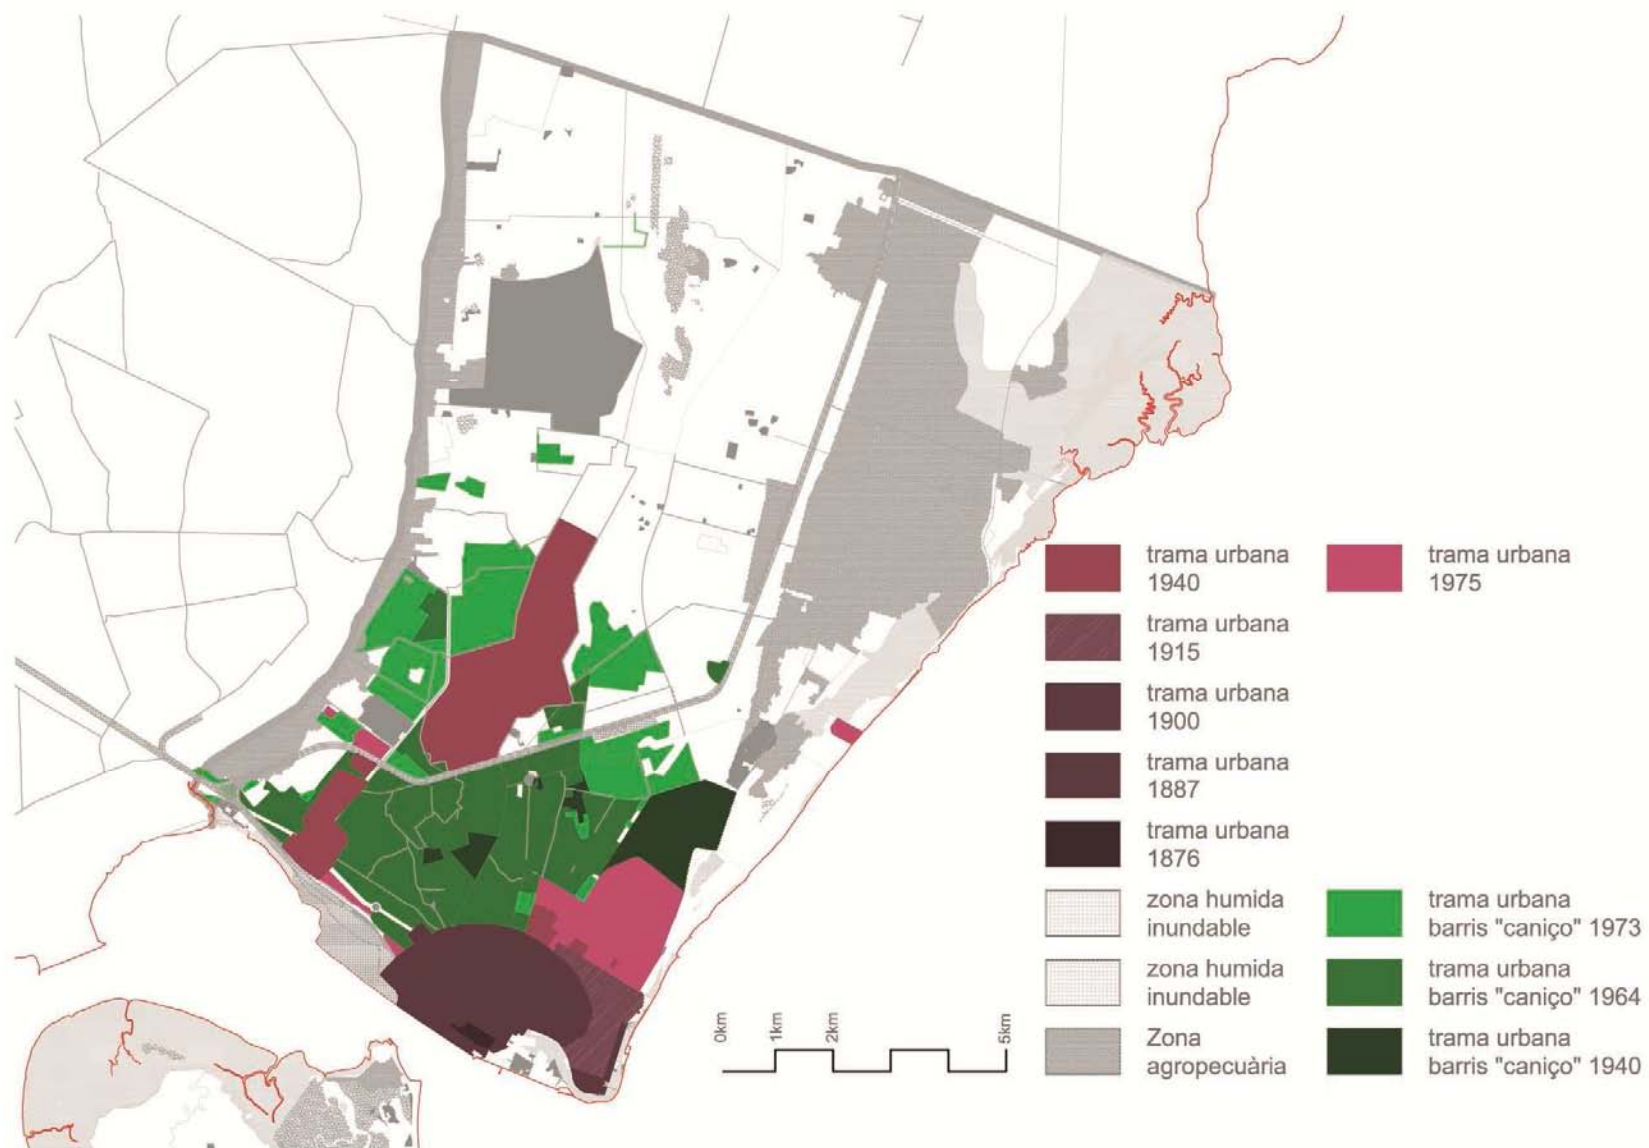 trama urbana
1940
trama urbana
1915
trama urbana
1900
trama urbana
1887
trama urbana
1876
zona humida
inundable
zona humida
inundable
Zona
agropecuària
trama urbana
1975
trama urbana
barris "caniço" 1973
trama urbana
barris "caniço" 1964
trama urbana
barris "caniço" 1940
0km
1km
2km
5km